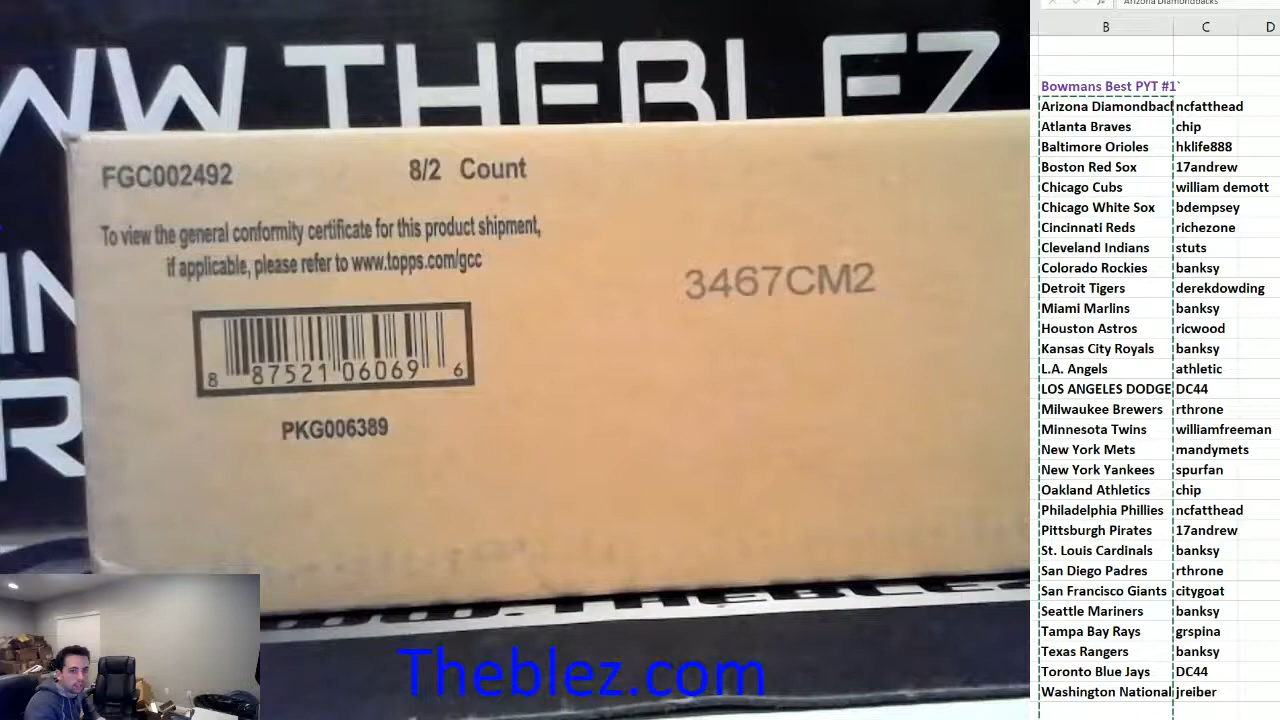 WW THEBLEZ
FGC002492
8/2 Count
To view the general conformity certificate for this product shipment,
if applicable, please refer to www.topps.com/gcc
3467CM2
8 87521 06069 6
PKG006389
Theblez.com
Arizona Diamondbacks
B C D
Bowmans Best PYT #1`
Arizona Diamondbac ncfatthead
Atlanta Braves chip
Baltimore Orioles hklife888
Boston Red Sox 17andrew
Chicago Cubs william demott
Chicago White Sox bdempsey
Cincinnati Reds richezone
Cleveland Indians stuts
Colorado Rockies banksy
Detroit Tigers derekdowding
Miami Marlins banksy
Houston Astros ricwood
Kansas City Royals banksy
L.A. Angels athletic
LOS ANGELES DODGE DC44
Milwaukee Brewers rthrone
Minnesota Twins williamfreeman
New York Mets mandymets
New York Yankees spurfan
Oakland Athletics chip
Philadelphia Phillies ncfatthead
Pittsburgh Pirates 17andrew
St. Louis Cardinals banksy
San Diego Padres rthrone
San Francisco Giants citygoat
Seattle Mariners banksy
Tampa Bay Rays grspina
Texas Rangers banksy
Toronto Blue Jays DC44
Washington National jreiber